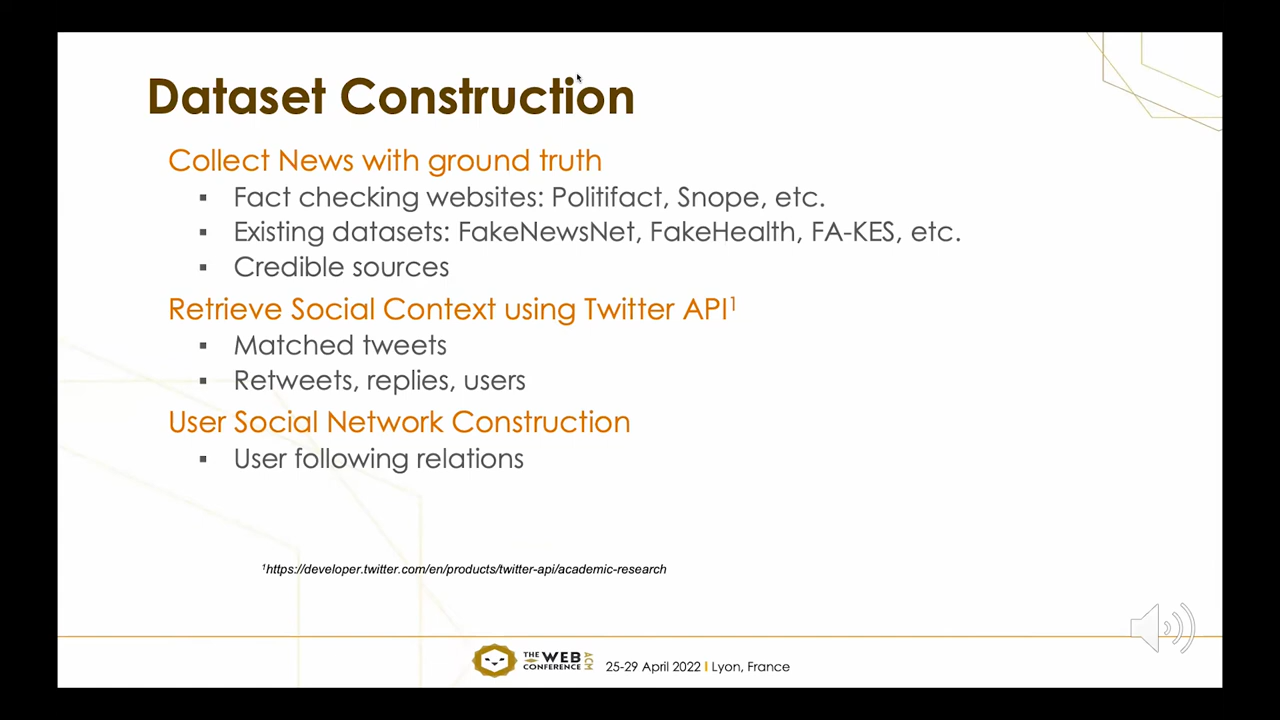 Dataset Construction
Collect News with ground truth
▪ Fact checking websites: Politifact, Snope, etc.
▪ Existing datasets: FakeNewsNet, FakeHealth, FA-KES, etc.
▪ Credible sources
Retrieve Social Context using Twitter API¹
▪ Matched tweets
▪ Retweets, replies, users
User Social Network Construction
▪ User following relations
¹https://developer.twitter.com/en/products/twitter-api/academic-research
THE WEB CONFERENCE ACM
25-29 April 2022 | Lyon, France